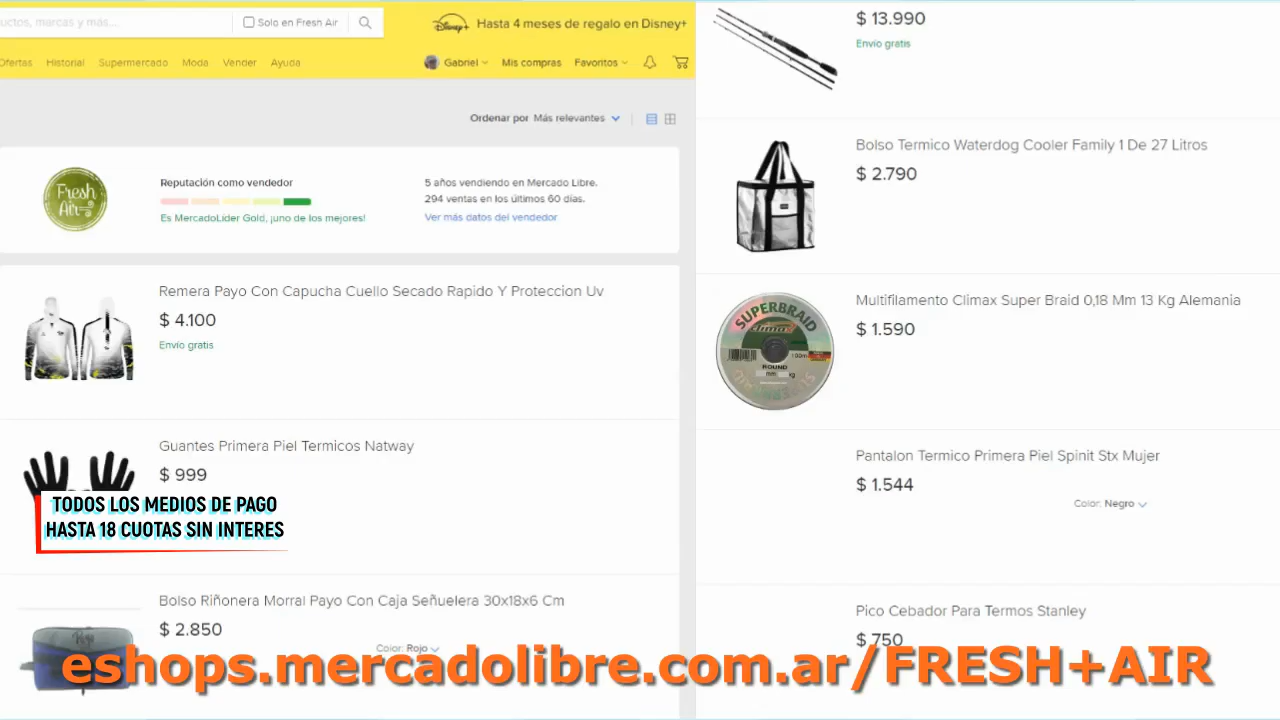 uctos, marcas y más...
Solo en Fresh Air
Disney+
Hasta 4 meses de regalo en Disney+
Ofertas
Historial
Supermercado
Moda
Vender
Ayuda
Gabriel
Mis compras
Favoritos
Ordenar por Más relevantes
Fresh
Air
Reputación como vendedor
Es MercadoLíder Gold, ¡uno de los mejores!
5 años vendiendo en Mercado Libre.
294 ventas en los últimos 60 días.
Ver más datos del vendedor
Remera Payo Con Capucha Cuello Secado Rapido Y Proteccion Uv
$ 4.100
Envío gratis
Guantes Primera Piel Termicos Natway
$ 999
TODOS LOS MEDIOS DE PAGO
HASTA 18 CUOTAS SIN INTERES
Bolso Riñonera Morral Payo Con Caja Señuelera 30x18x6 Cm
$ 2.850
Color: Rojo
Payo
$ 13.990
Envío gratis
Bolso Termico Waterdog Cooler Family 1 De 27 Litros
$ 2.790
Multifilamento Climax Super Braid 0,18 Mm 13 Kg Alemania
$ 1.590
SUPERBRAID
climax
ROUND
Pantalon Termico Primera Piel Spinit Stx Mujer
$ 1.544
Color: Negro
Pico Cebador Para Termos Stanley
$ 750
eshops.mercadolibre.com.ar/FRESH+AIR